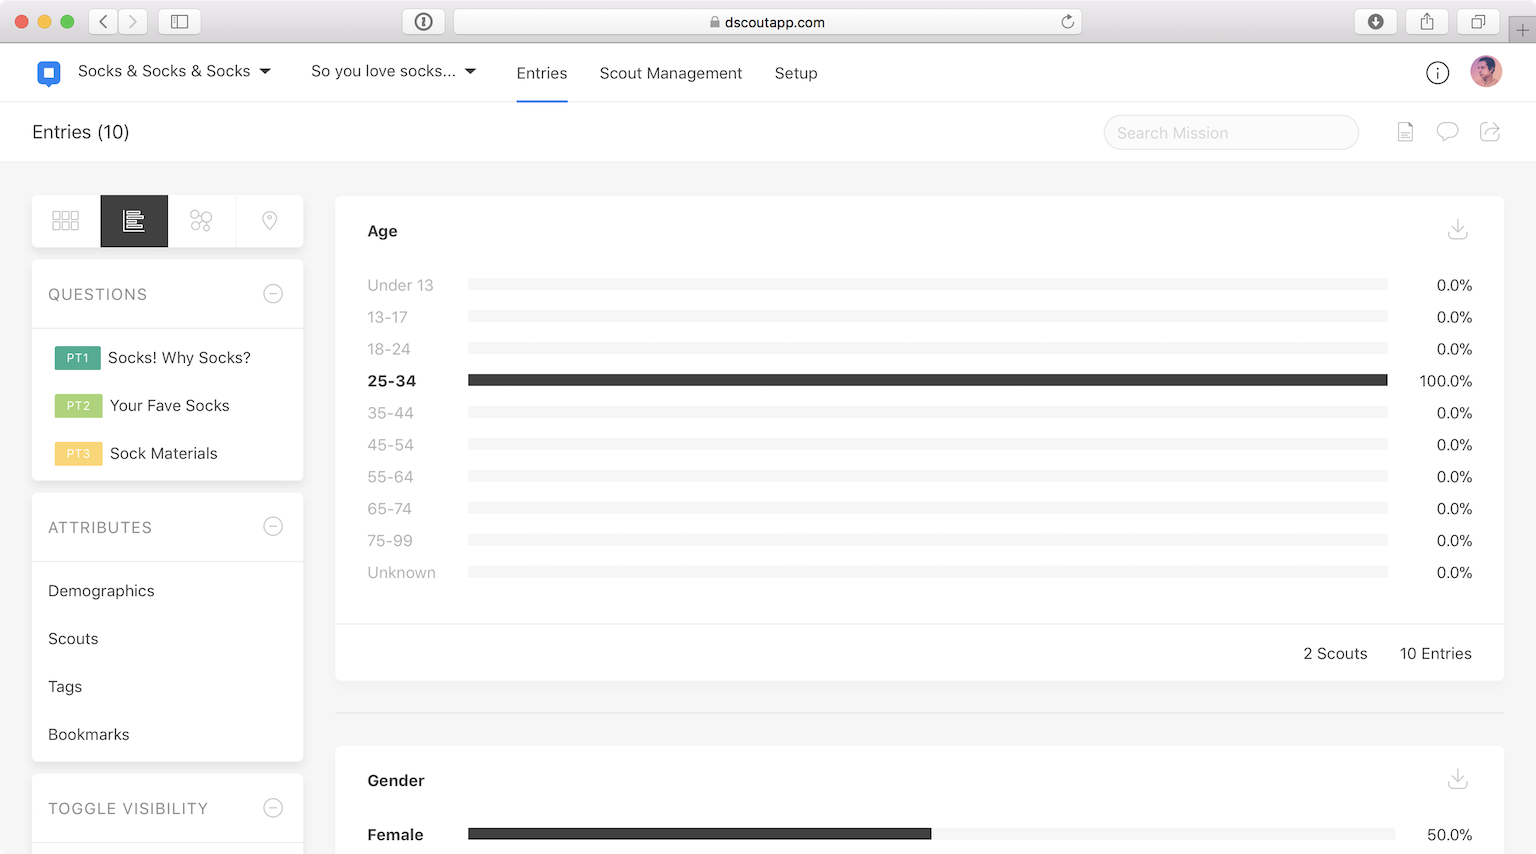 dscoutapp.com
Socks & Socks & Socks So you love socks... Entries Scout Management Setup
Entries (10)
Search Mission
QUESTIONS
PT1 Socks! Why Socks?
PT2 Your Fave Socks
PT3 Sock Materials
ATTRIBUTES
Demographics
Scouts
Tags
Bookmarks
TOGGLE VISIBILITY
Age
Under 13 0.0%
13-17 0.0%
18-24 0.0%
25-34 100.0%
35-44 0.0%
45-54 0.0%
55-64 0.0%
65-74 0.0%
75-99 0.0%
Unknown 0.0%
2 Scouts 10 Entries
Gender
Female 50.0%